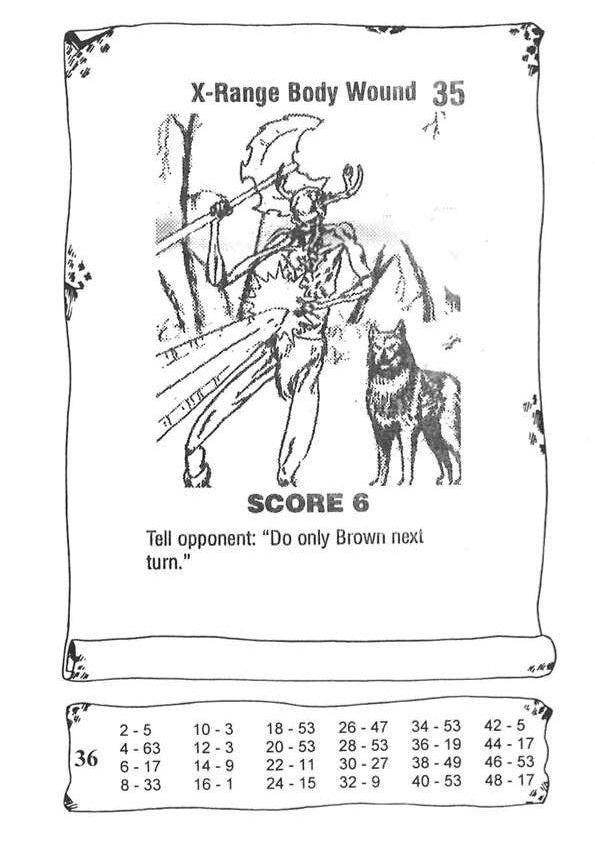 X-Range Body Wound 35
SCORE 6
Tell opponent: “Do only Brown next
turn.”
36
2 - 5 10 - 3 18 - 53 26 - 47 34 - 53 42 - 5
4 - 63 12 - 3 20 - 53 28 - 53 36 - 19 44 - 17
6 - 17 14 - 9 22 - 11 30 - 27 38 - 49 46 - 53
8 - 33 16 - 1 24 - 15 32 - 9 40 - 53 48 - 17